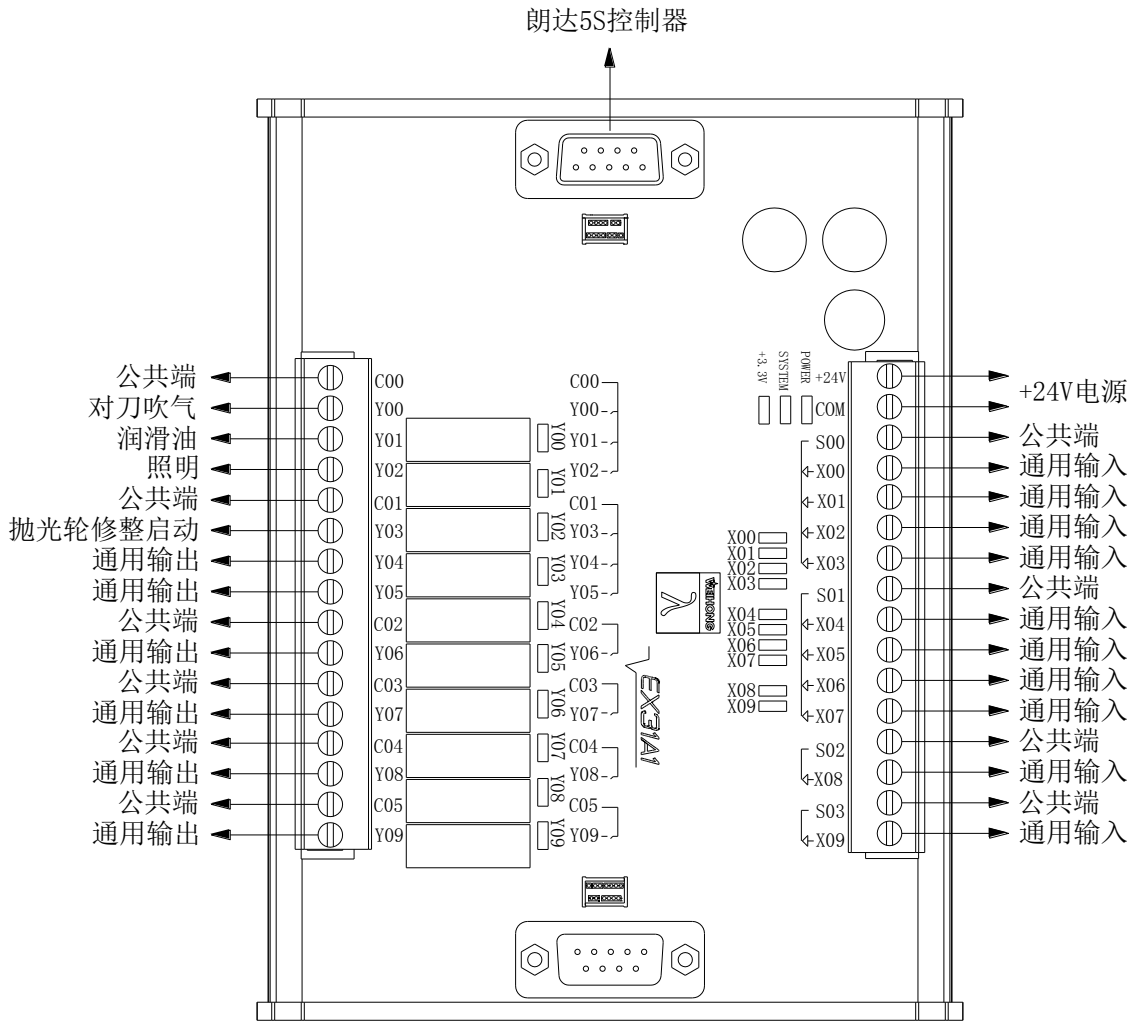 朗达5S控制器
公共端
对刀吹气
润滑油
照明
公共端
抛光轮修整启动
通用输出
通用输出
公共端
通用输出
公共端
通用输出
公共端
通用输出
公共端
通用输出
C00
Y00
Y01
Y02
C01
Y03
Y04
Y05
C02
Y06
C03
Y07
C04
Y08
C05
Y09
Y00
Y01
Y02
Y03
Y04
Y05
Y06
Y07
Y08
Y09
C00
Y00
Y01
Y02
C01
Y03
Y04
Y05
C02
Y06
C03
Y07
C04
Y08
C05
Y09
WEIHONG
EX31A1
+3.3V
SYSTEM
POWER
X00
X01
X02
X03
X04
X05
X06
X07
X08
X09
+24V
COM
S00
X00
X01
X02
X03
S01
X04
X05
X06
X07
S02
X08
S03
X09
+24V电源
公共端
通用输入
通用输入
通用输入
通用输入
公共端
通用输入
通用输入
通用输入
通用输入
公共端
通用输入
公共端
通用输入